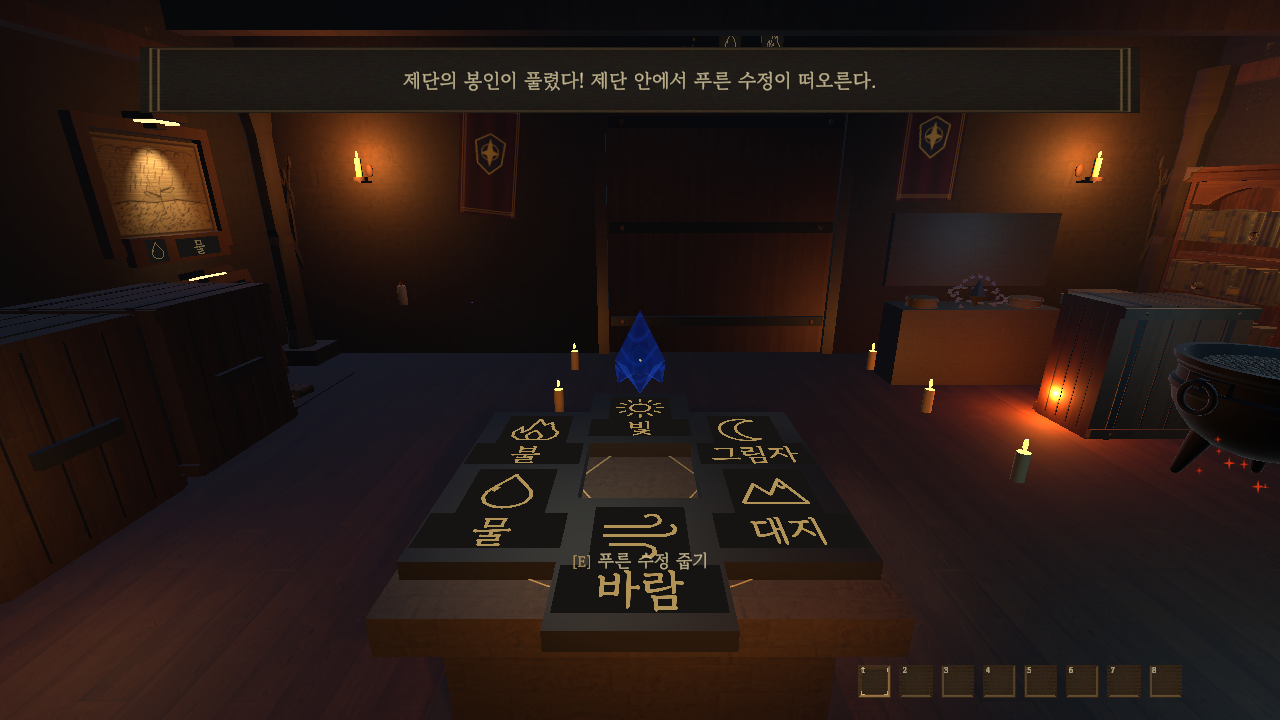 제단의 봉인이 풀렸다! 제단 안에서 푸른 수정이 떠오른다.
물
빛
불
그림자
물
대지
[E] 푸른 수정 줍기
바람
1 2 3 4 5 6 7 8